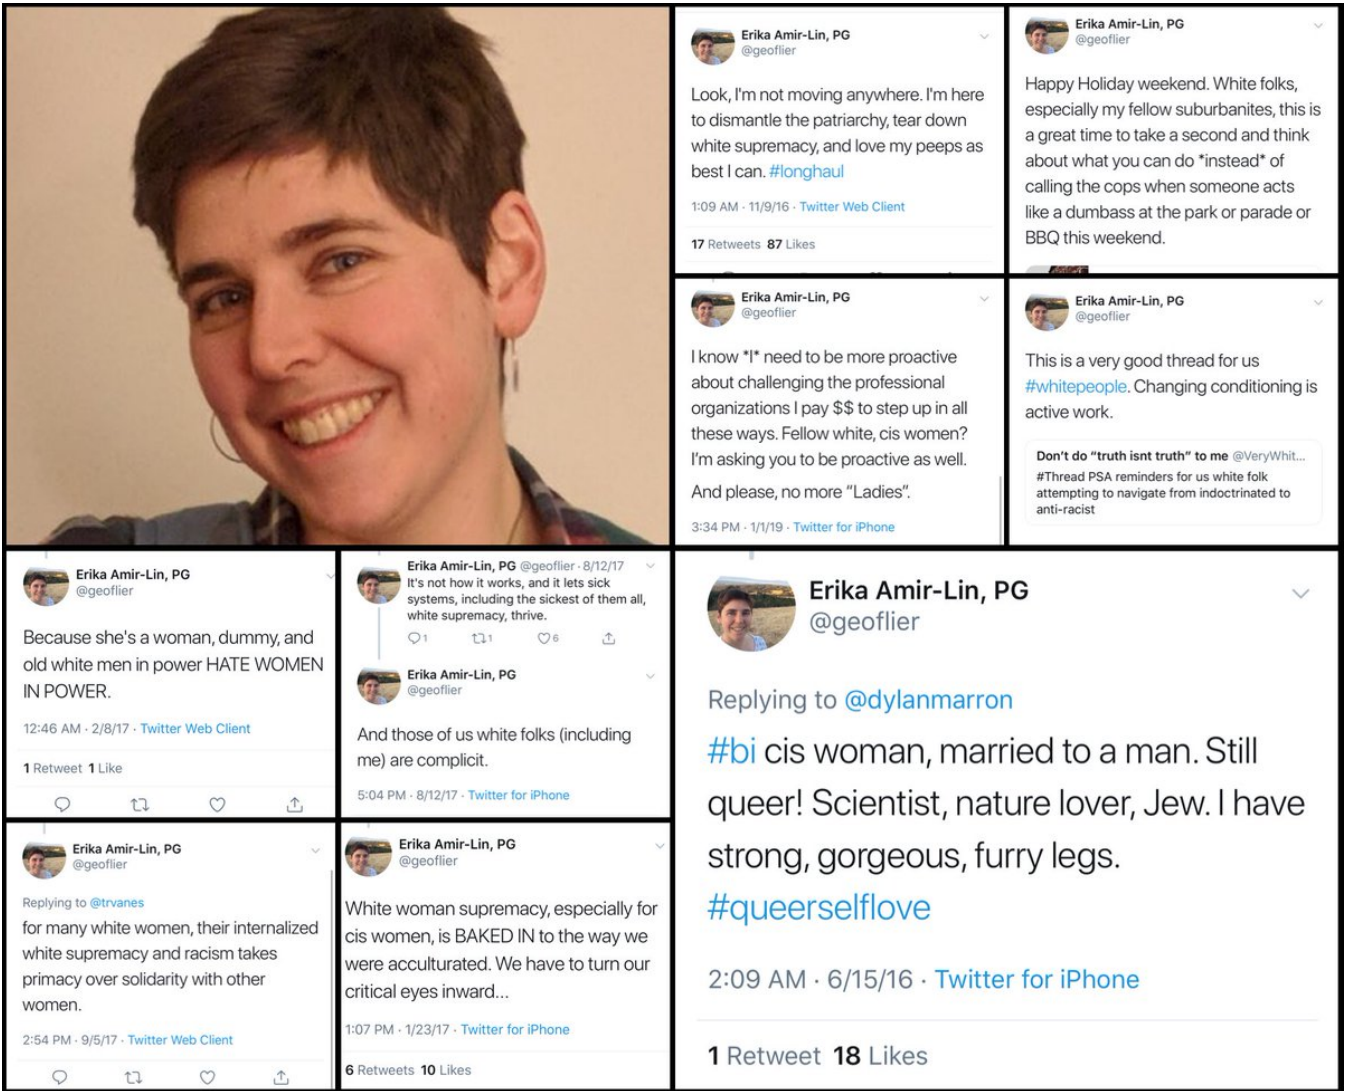 Erika Amir-Lin, PG
@geoflier
Look, I'm not moving anywhere. I'm here
to dismantle the patriarchy, tear down
white supremacy, and love my peeps as
best I can. #longhaul
1:09 AM · 11/9/16 · Twitter Web Client
17 Retweets 87 Likes
Erika Amir-Lin, PG
@geoflier
Happy Holiday weekend. White folks,
especially my fellow suburbanites, this is
a great time to take a second and think
about what you can do *instead* of
calling the cops when someone acts
like a dumbass at the park or parade or
BBQ this weekend.
Erika Amir-Lin, PG
@geoflier
I know *I* need to be more proactive
about challenging the professional
organizations I pay $$ to step up in all
these ways. Fellow white, cis women?
I'm asking you to be proactive as well.
And please, no more "Ladies".
3:34 PM · 1/1/19 · Twitter for iPhone
Erika Amir-Lin, PG
@geoflier
This is a very good thread for us
#whitepeople. Changing conditioning is
active work.
Don't do "truth isnt truth" to me @VeryWhit...
#Thread PSA reminders for us white folk
attempting to navigate from indoctrinated to
anti-racist
Erika Amir-Lin, PG
@geoflier
Because she's a woman, dummy, and
old white men in power HATE WOMEN
IN POWER.
12:46 AM · 2/8/17 · Twitter Web Client
1 Retweet 1 Like
Erika Amir-Lin, PG @geoflier · 8/12/17
It's not how it works, and it lets sick
systems, including the sickest of them all,
white supremacy, thrive.
1 1 6
Erika Amir-Lin, PG
@geoflier
And those of us white folks (including
me) are complicit.
5:04 PM · 8/12/17 · Twitter for iPhone
Erika Amir-Lin, PG
@geoflier
Replying to @dylanmarron
#bi cis woman, married to a man. Still
queer! Scientist, nature lover, Jew. I have
strong, gorgeous, furry legs.
#queerselflove
2:09 AM · 6/15/16 · Twitter for iPhone
1 Retweet 18 Likes
Erika Amir-Lin, PG
@geoflier
Replying to @trvanes
for many white women, their internalized
white supremacy and racism takes
primacy over solidarity with other
women.
2:54 PM · 9/5/17 · Twitter Web Client
Erika Amir-Lin, PG
@geoflier
White woman supremacy, especially for
cis women, is BAKED IN to the way we
were acculturated. We have to turn our
critical eyes inward...
1:07 PM · 1/23/17 · Twitter for iPhone
6 Retweets 10 Likes